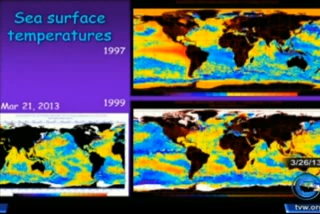 Sea surface
temperatures
1997
Mar 21, 2013
1999
3/26/13
tvw.org